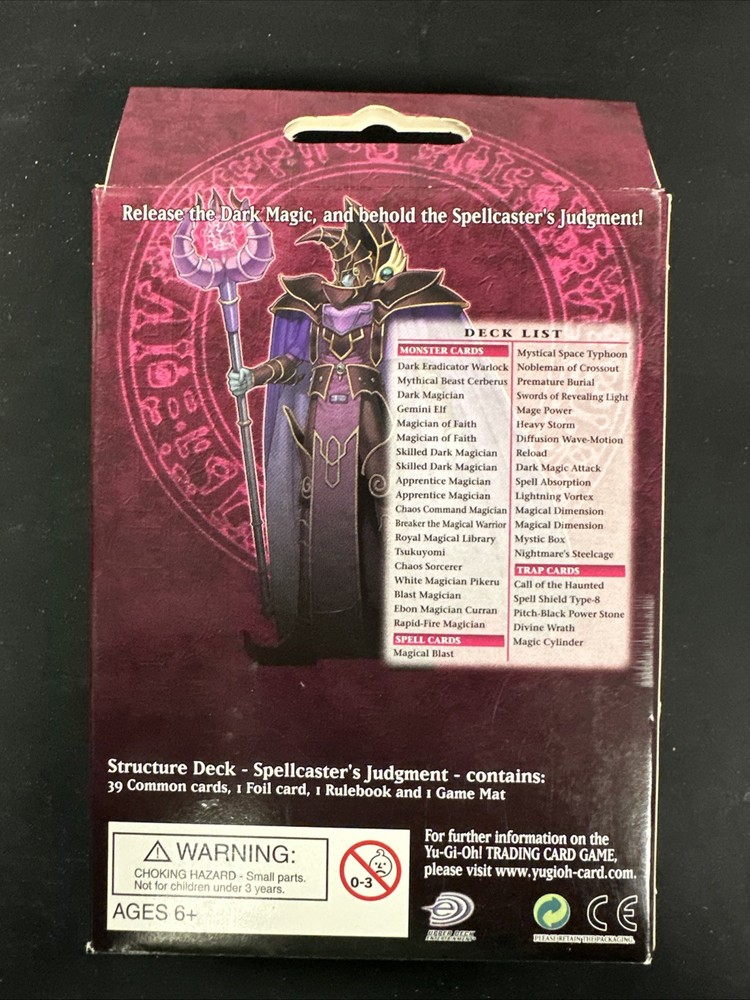 Release the Dark Magic, and behold the Spellcaster's Judgment!
DECK LIST
MONSTER CARDS
Dark Eradicator Warlock
Mythical Beast Cerberus
Dark Magician
Gemini Elf
Magician of Faith
Magician of Faith
Skilled Dark Magician
Skilled Dark Magician
Apprentice Magician
Apprentice Magician
Chaos Command Magician
Breaker the Magical Warrior
Royal Magical Library
Tsukuyomi
Chaos Sorcerer
White Magician Pikeru
Blast Magician
Ebon Magician Curran
Rapid-Fire Magician
SPELL CARDS
Magical Blast
Mystical Space Typhoon
Nobleman of Crossout
Premature Burial
Swords of Revealing Light
Mage Power
Heavy Storm
Diffusion Wave-Motion
Reload
Dark Magic Attack
Spell Absorption
Lightning Vortex
Magical Dimension
Magical Dimension
Mystic Box
Nightmare's Steelcage
TRAP CARDS
Call of the Haunted
Spell Shield Type-8
Pitch-Black Power Stone
Divine Wrath
Magic Cylinder
Structure Deck - Spellcaster's Judgment - contains:
39 Common cards, 1 Foil card, 1 Rulebook and 1 Game Mat
WARNING:
CHOKING HAZARD - Small parts.
Not for children under 3 years.
AGES 6+
0-3
For further information on the
Yu-Gi-Oh! TRADING CARD GAME,
please visit www.yugioh-card.com.
UPPER DECK
ENTERTAINMENT
PLEASE RETAIN THE PACKAGING
CE